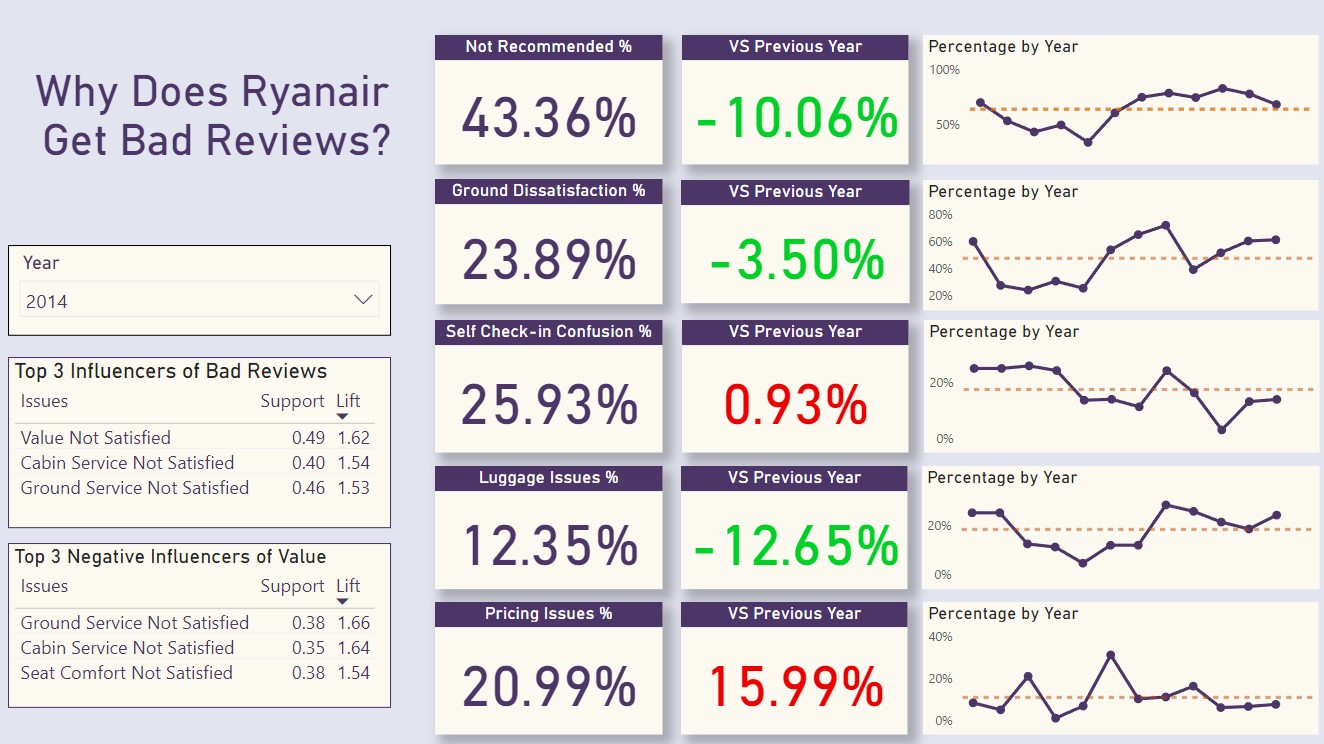 Why Does Ryanair
Get Bad Reviews?
Year
2014
Top 3 Influencers of Bad Reviews
Issues Support Lift
Value Not Satisfied 0.49 1.62
Cabin Service Not Satisfied 0.40 1.54
Ground Service Not Satisfied 0.46 1.53
Top 3 Negative Influencers of Value
Issues Support Lift
Ground Service Not Satisfied 0.38 1.66
Cabin Service Not Satisfied 0.35 1.64
Seat Comfort Not Satisfied 0.38 1.54
Not Recommended %
43.36%
VS Previous Year
-10.06%
Percentage by Year
100%
50%
Ground Dissatisfaction %
23.89%
VS Previous Year
-3.50%
Percentage by Year
80%
60%
40%
20%
Self Check-in Confusion %
25.93%
VS Previous Year
0.93%
Percentage by Year
20%
0%
Luggage Issues %
12.35%
VS Previous Year
-12.65%
Percentage by Year
20%
0%
Pricing Issues %
20.99%
VS Previous Year
15.99%
Percentage by Year
40%
20%
0%